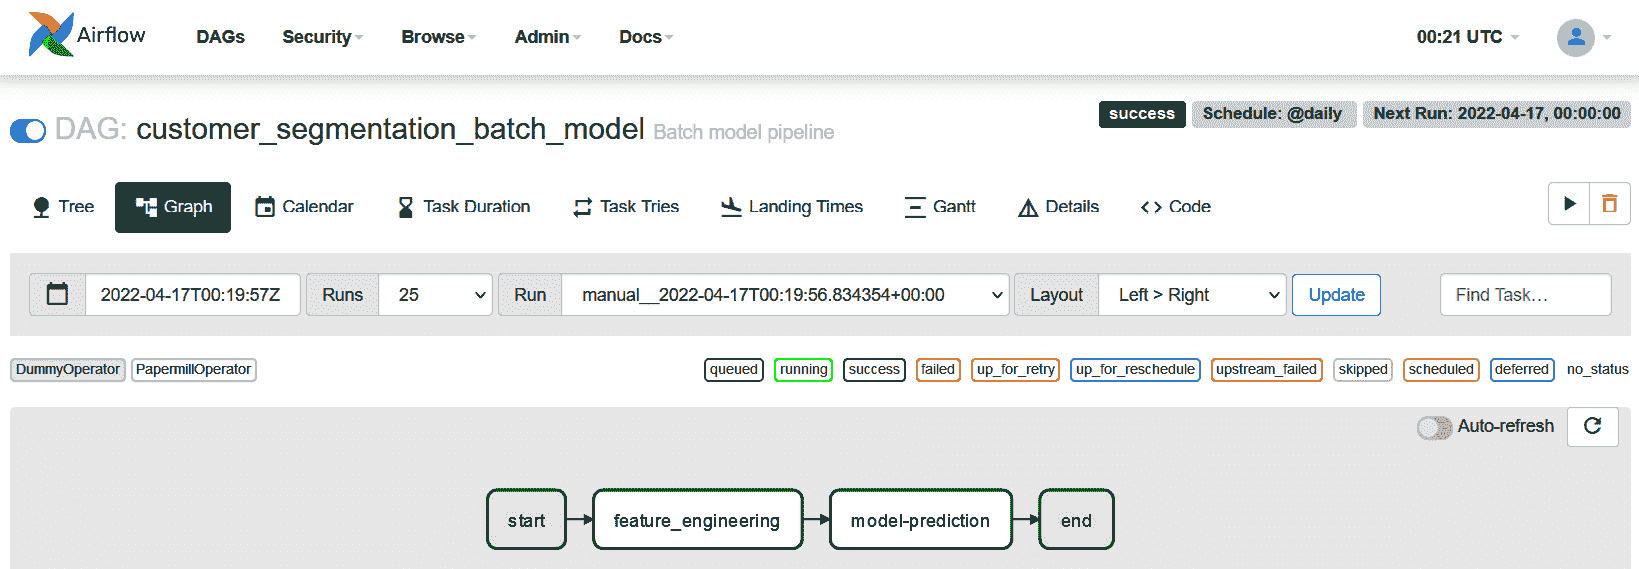 Airflow DAGs Security Browse Admin Docs 00:21 UTC
success Schedule: @daily Next Run: 2022-04-17, 00:00:00
DAG: customer_segmentation_batch_model Batch model pipeline
Tree Graph Calendar Task Duration Task Tries Landing Times Gantt Details <> Code
2022-04-17T00:19:57Z Runs 25 Run manual__2022-04-17T00:19:56.834354+00:00 Layout Left > Right Update Find Task...
DummyOperator PapermillOperator queued running success failed up_for_retry up_for_reschedule upstream_failed skipped scheduled deferred no_status
Auto-refresh
start feature_engineering model-prediction end